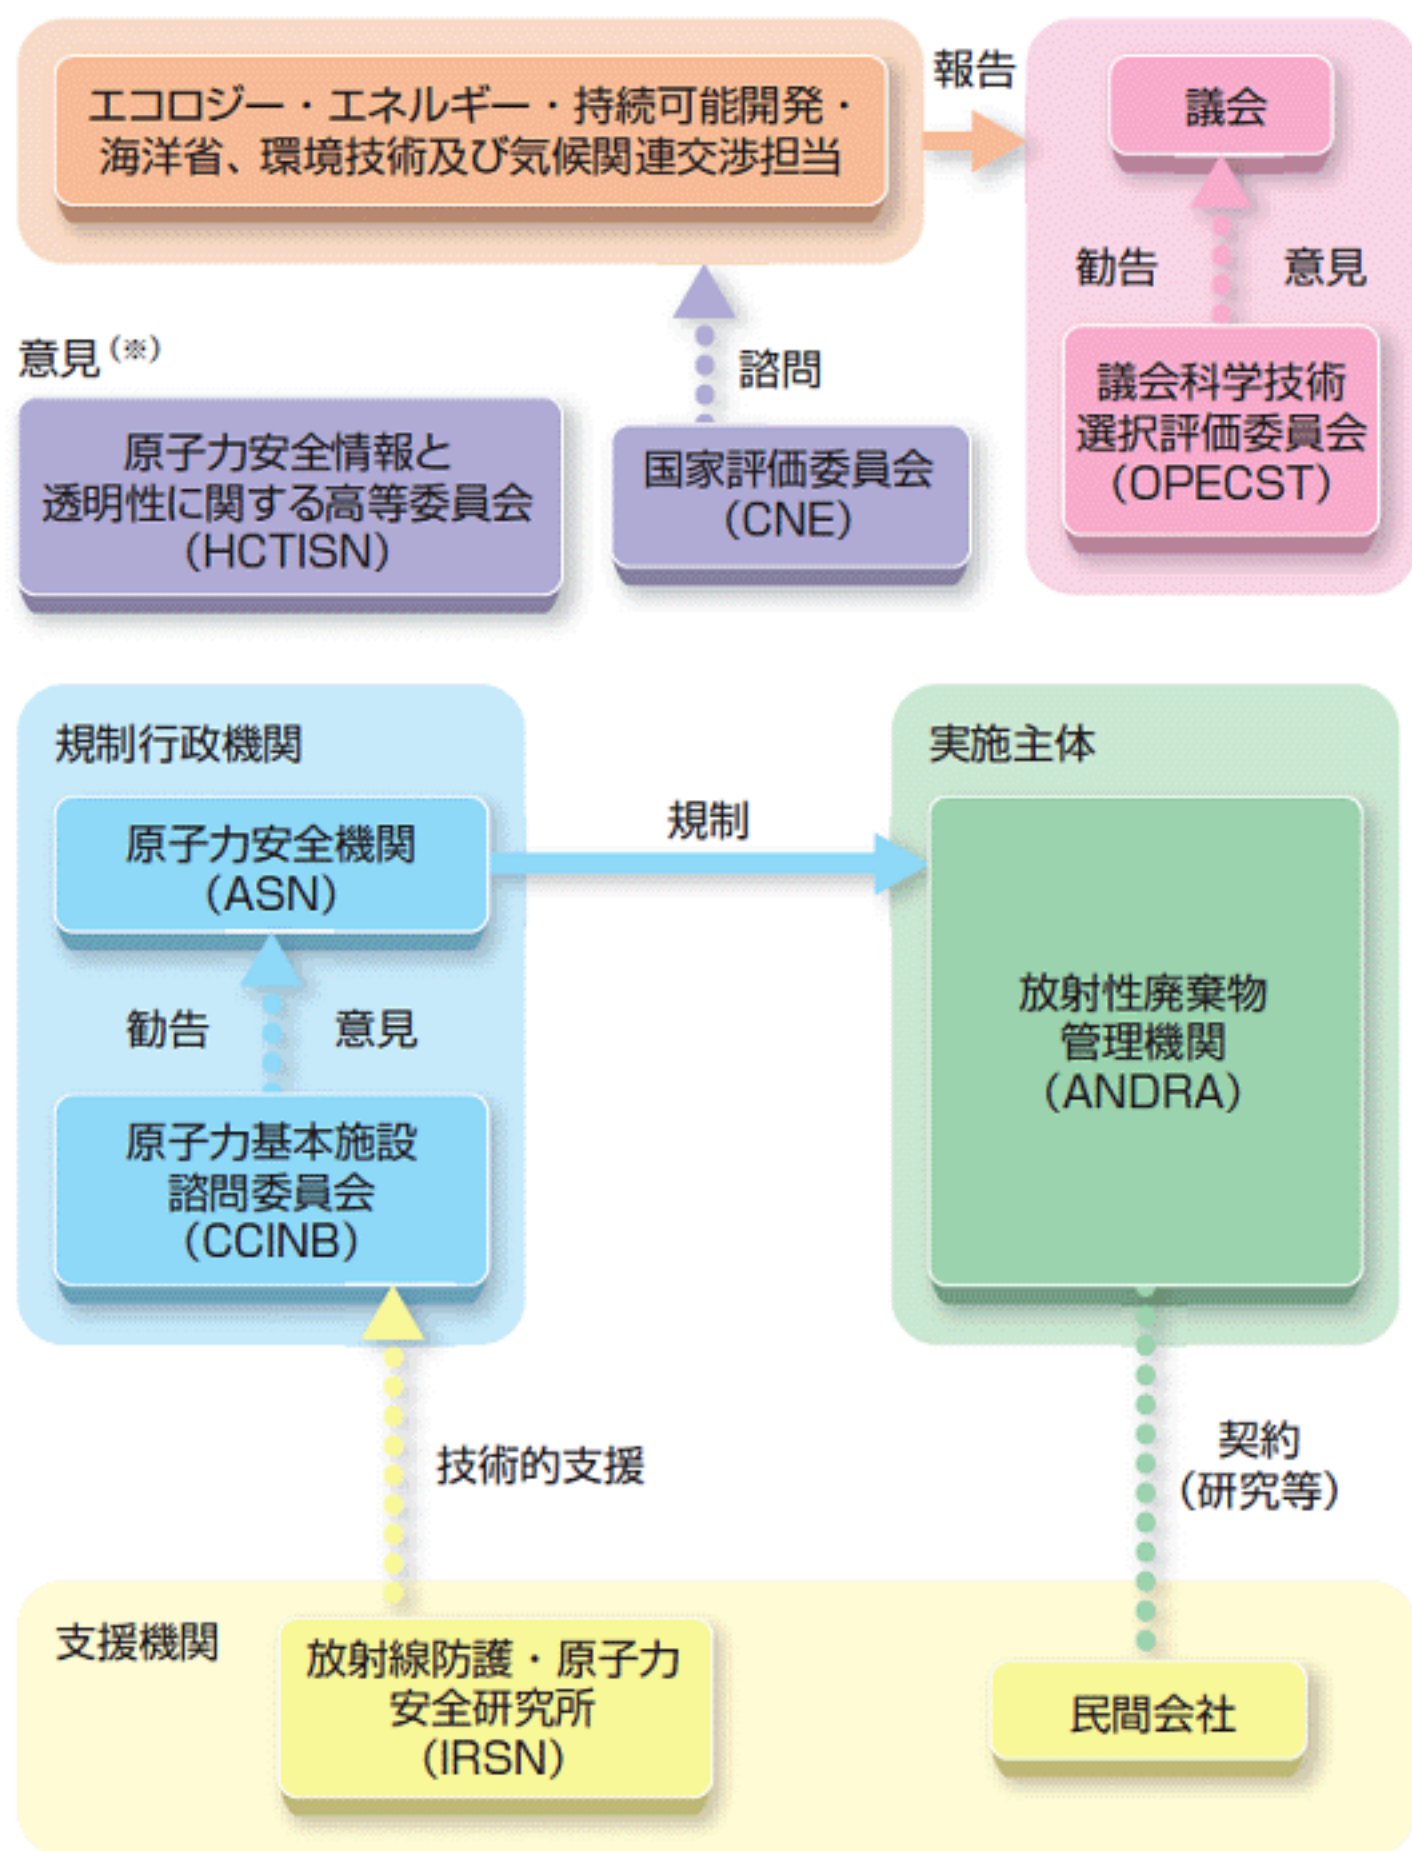 エコロジー・エネルギー・持続可能開発・
海洋省、環境技術及び気候関連交渉担当
報告
議会
勧告
意見
議会科学技術
選択評価委員会
(OPECST)
諮問
意見(※)
原子力安全情報と
透明性に関する高等委員会
(HCTISN)
国家評価委員会
(CNE)
規制行政機関
原子力安全機関
(ASN)
勧告
意見
原子力基本施設
諮問委員会
(CCINB)
規制
実施主体
放射性廃棄物
管理機関
(ANDRA)
技術的支援
契約
(研究等)
支援機関
放射線防護・原子力
安全研究所
(IRSN)
民間会社